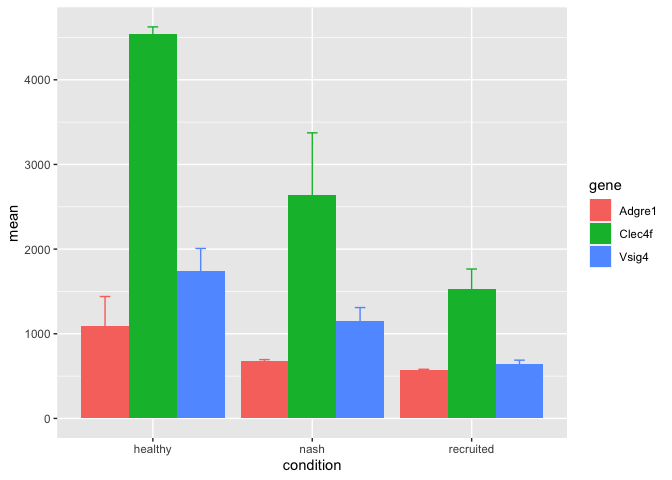 4000
3000
2000
1000
0
mean
healthy nash recruited
condition
gene
Adgre1
Clec4f
Vsig4